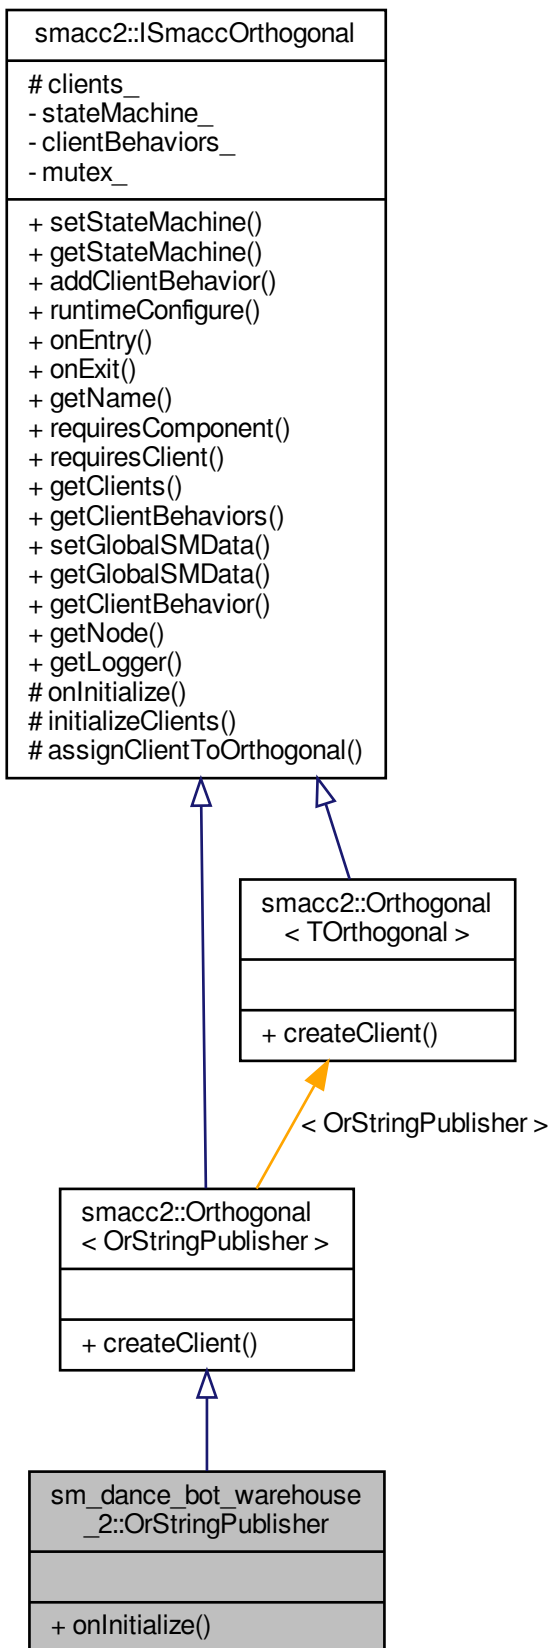 smacc2::ISmaccOrthogonal
# clients_
- stateMachine_
- clientBehaviors_
- mutex_
+ setStateMachine()
+ getStateMachine()
+ addClientBehavior()
+ runtimeConfigure()
+ onEntry()
+ onExit()
+ getName()
+ requiresComponent()
+ requiresClient()
+ getClients()
+ getClientBehaviors()
+ setGlobalSMData()
+ getGlobalSMData()
+ getClientBehavior()
+ getNode()
+ getLogger()
# onInitialize()
# initializeClients()
# assignClientToOrthogonal()
smacc2::Orthogonal
< TOrthogonal >
+ createClient()
< OrStringPublisher >
smacc2::Orthogonal
< OrStringPublisher >
+ createClient()
sm_dance_bot_warehouse
_2::OrStringPublisher
+ onInitialize()